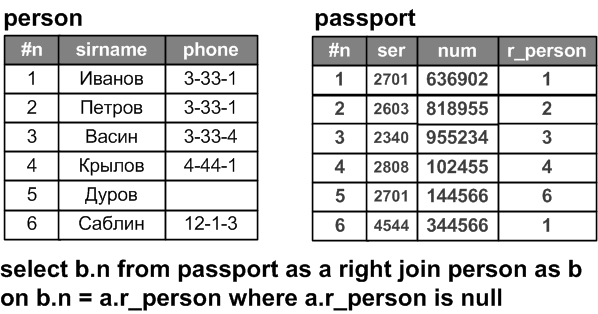 person
#n sirname phone
1 Иванов 3-33-1
2 Петров 3-33-1
3 Васин 3-33-4
4 Крылов 4-44-1
5 Дуров
6 Саблин 12-1-3
passport
#n ser num r_person
1 2701 636902 1
2 2603 818955 2
3 2340 955234 3
4 2808 102455 4
5 2701 144566 6
6 4544 344566 1
select b.n from passport as a right join person as b
on b.n = a.r_person where a.r_person is null